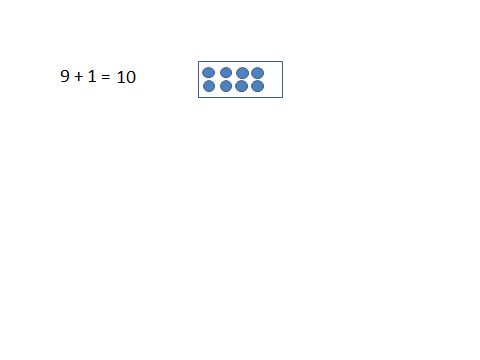 9 + 1 = 10